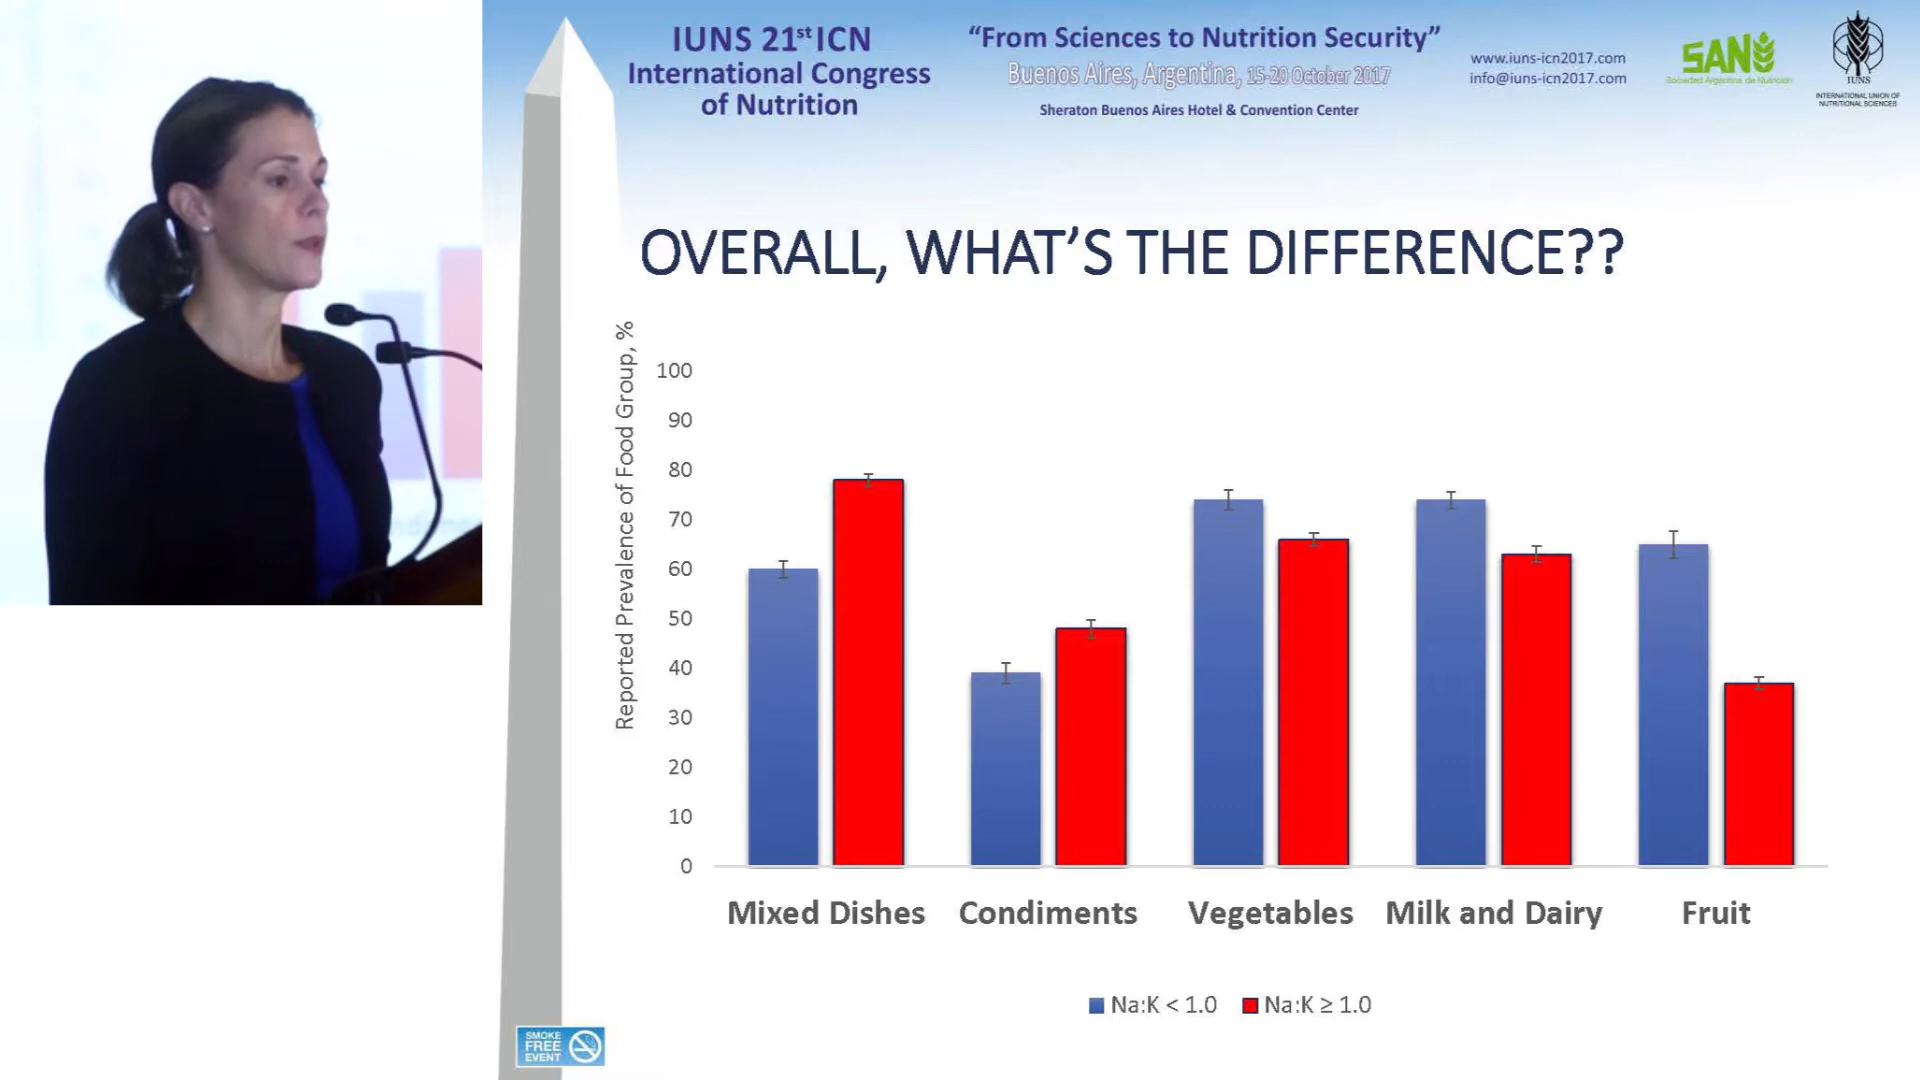 IUNS 21st ICN
International Congress
of Nutrition
“From Sciences to Nutrition Security”
Buenos Aires, Argentina, 15-20 October 2017
Sheraton Buenos Aires Hotel & Convention Center
www.iuns-icn2017.com
info@iuns-icn2017.com
SAN
Sociedad Argentina de Nutrición
IUNS
INTERNATIONAL UNION OF
NUTRITIONAL SCIENCES
OVERALL, WHAT’S THE DIFFERENCE??
Reported Prevalence of Food Group, %
100
90
80
70
60
50
40
30
20
10
0
Mixed Dishes Condiments Vegetables Milk and Dairy Fruit
Na:K < 1.0 Na:K ≥ 1.0
SMOKE
FREE
EVENT